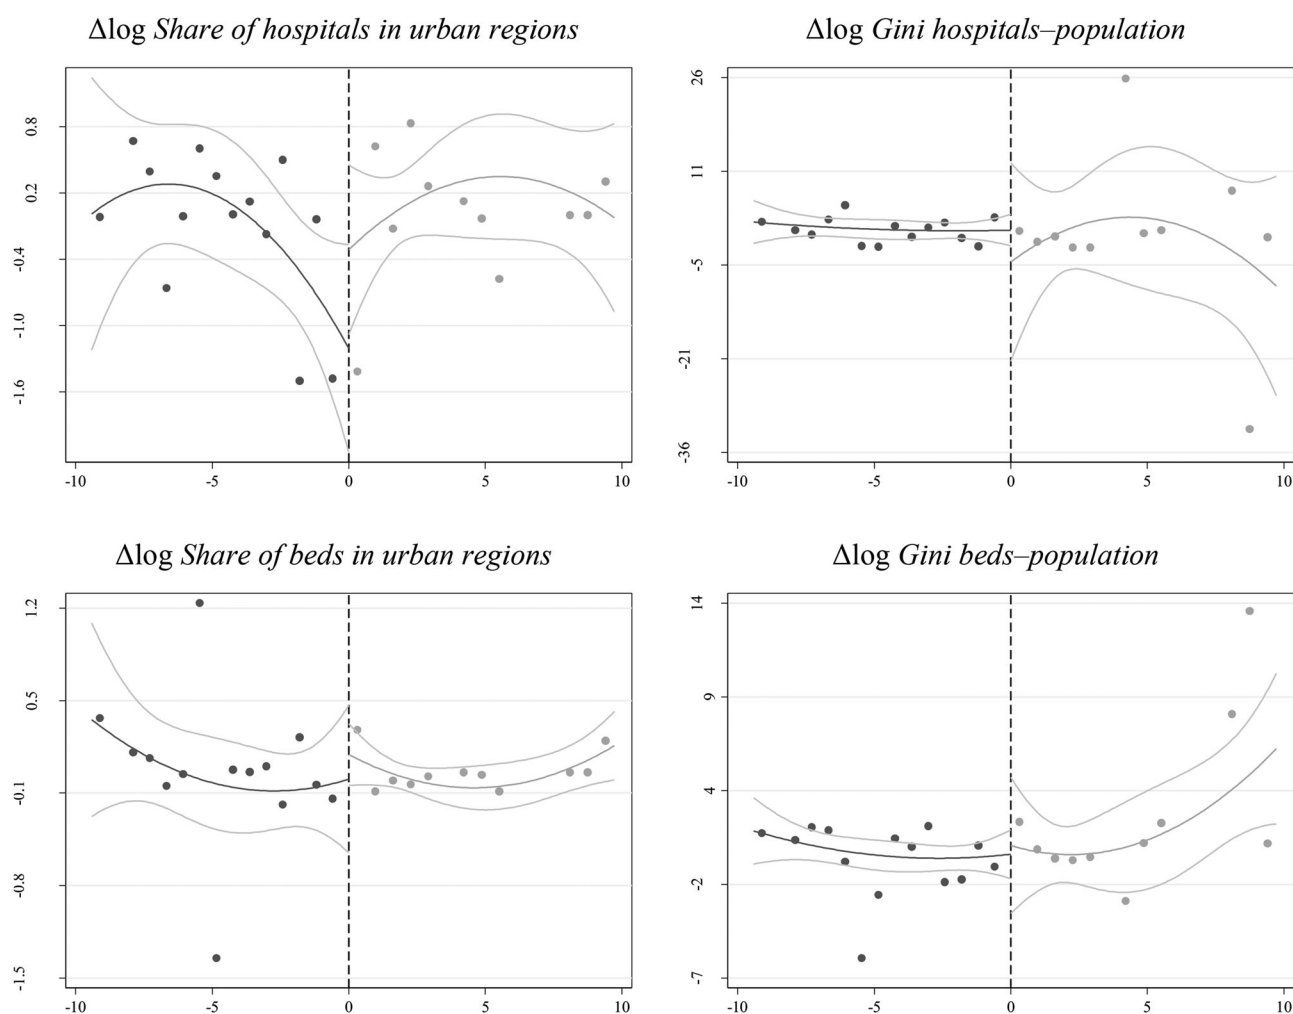 Δlog Share of hospitals in urban regions
0.8
0.2
-0.4
-1.0
-1.6
-10 -5 0 5 10
Δlog Gini hospitals–population
26
11
-5
-21
-36
-10 -5 0 5 10
Δlog Share of beds in urban regions
1.2
0.5
-0.1
-0.8
-1.5
-10 -5 0 5 10
Δlog Gini beds–population
14
9
4
-2
-7
-10 -5 0 5 10